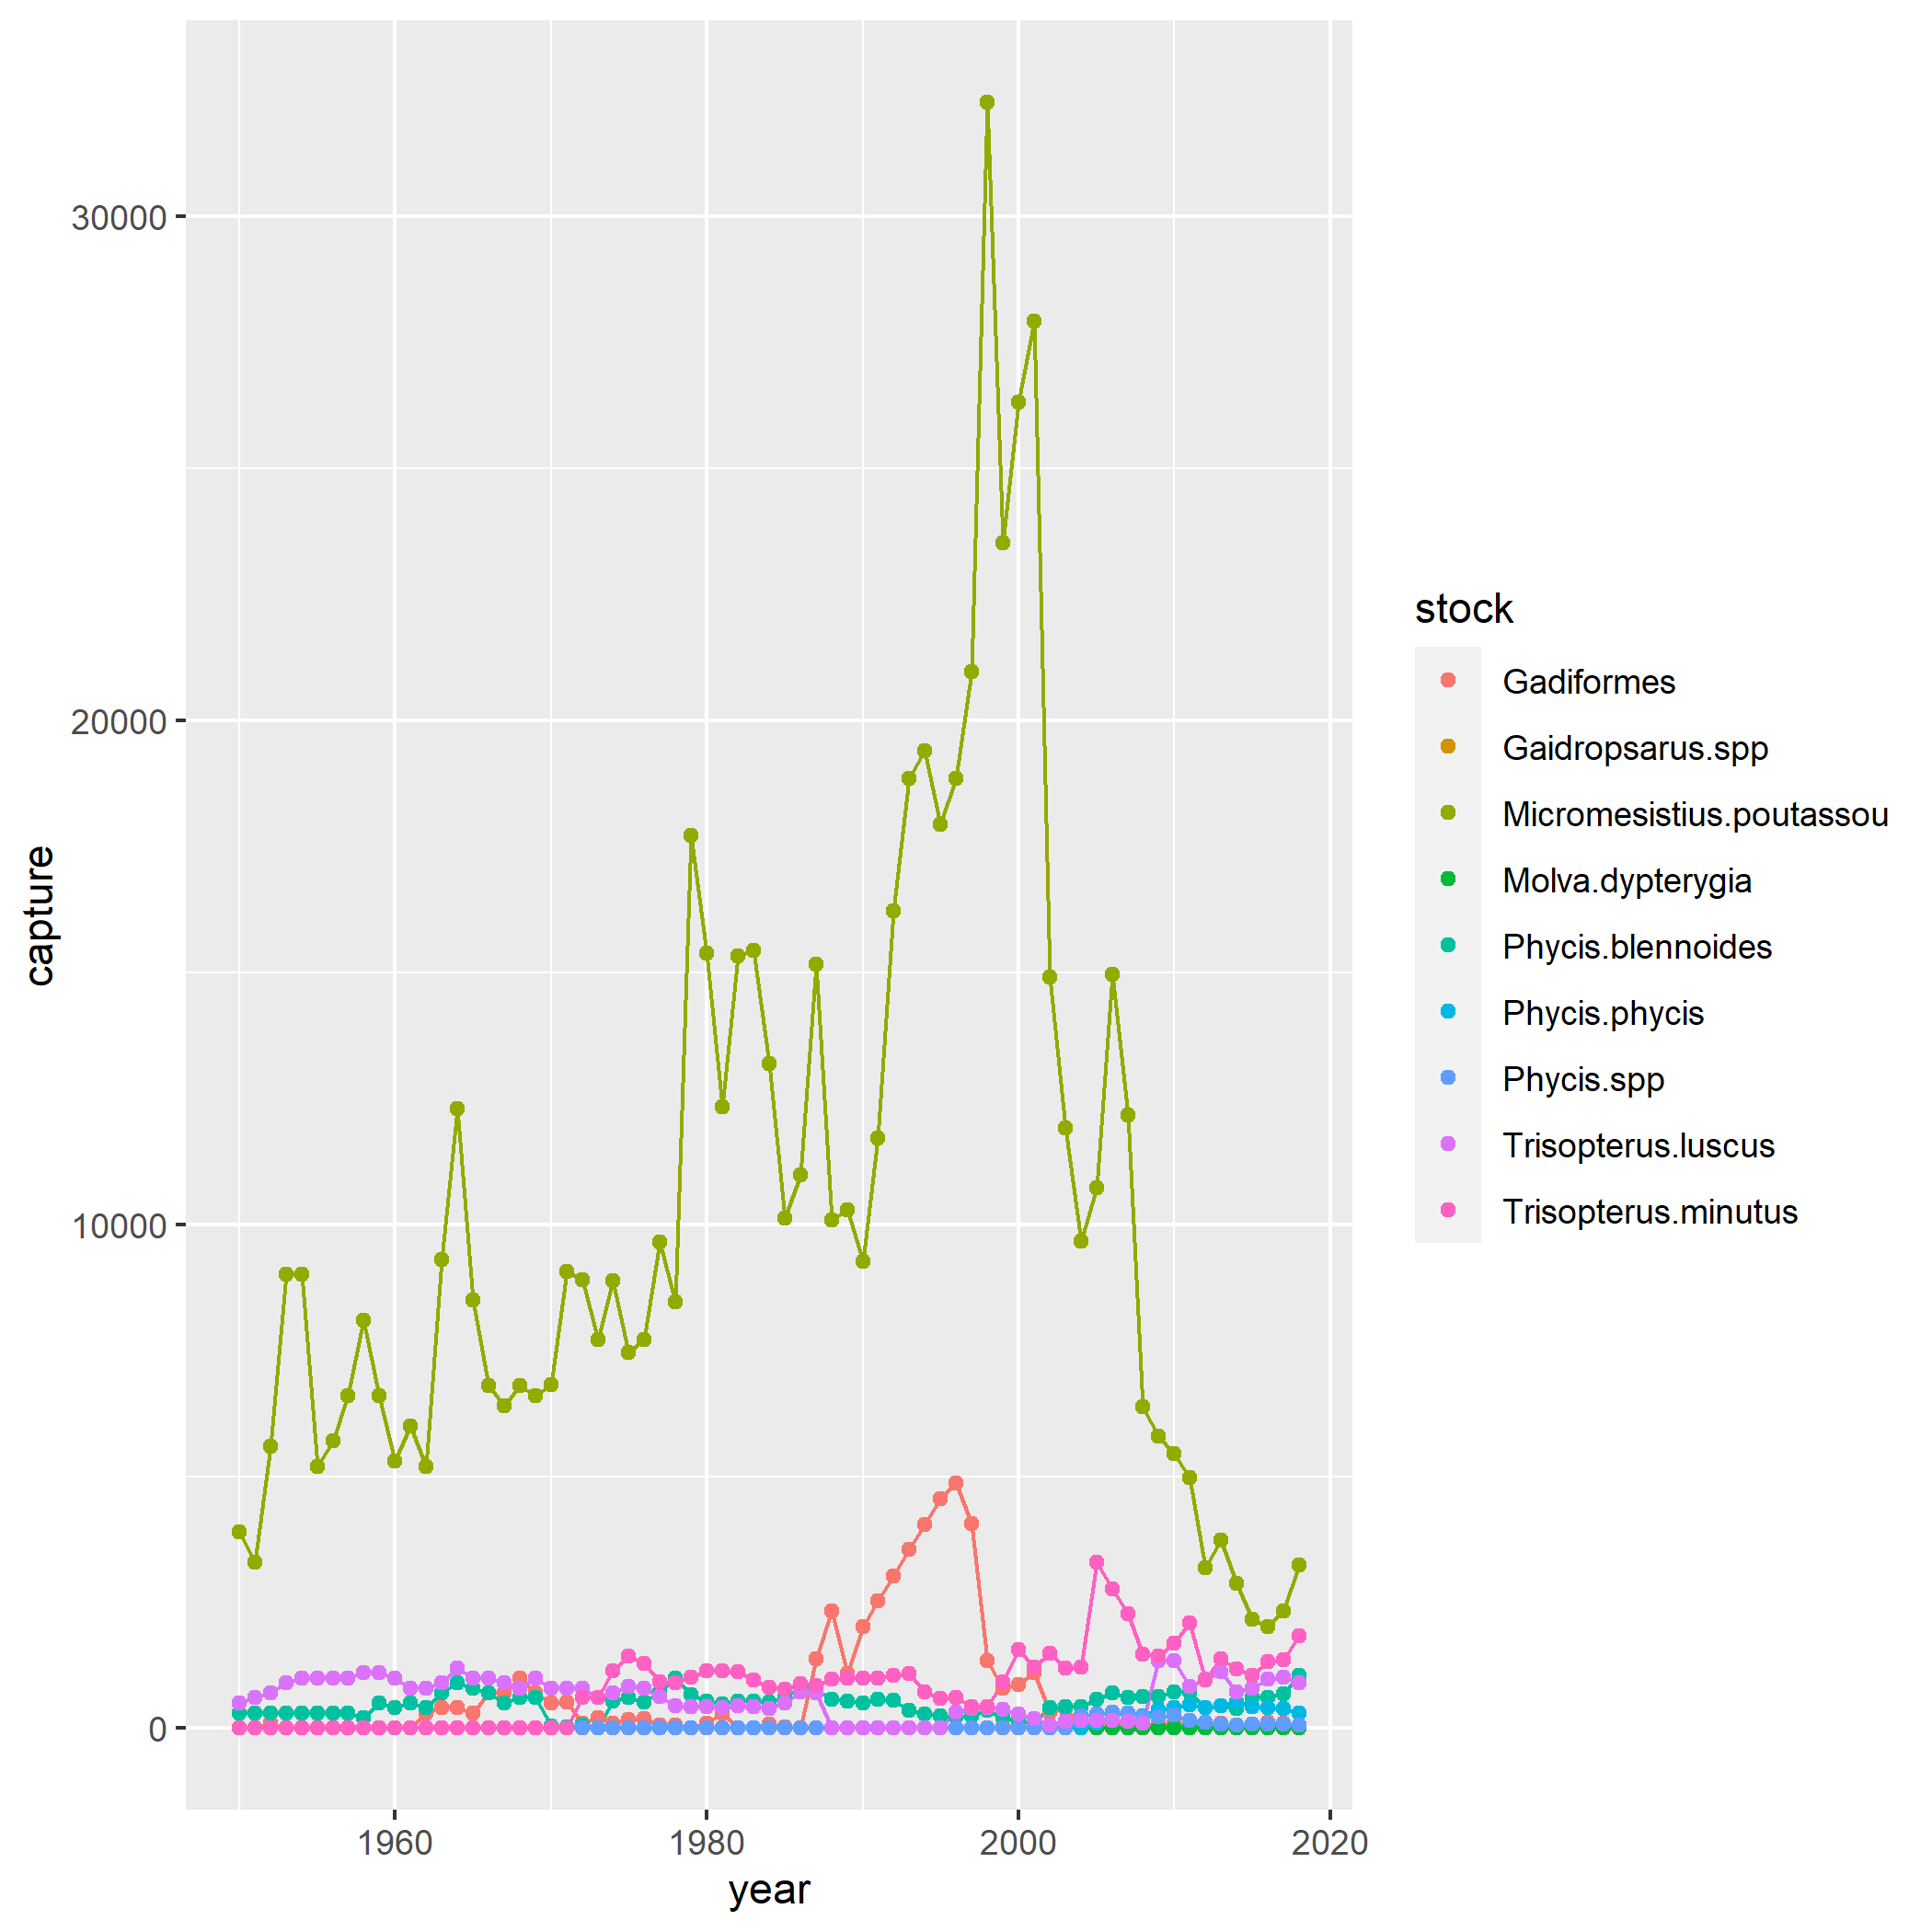 30000
20000
10000
0
capture
1960
1980
2000
2020
year
stock
Gadiformes
Gaidropsarus.spp
Micromesistius.poutassou
Molva.dypterygia
Phycis.blennoides
Phycis.phycis
Phycis.spp
Trisopterus.luscus
Trisopterus.minutus